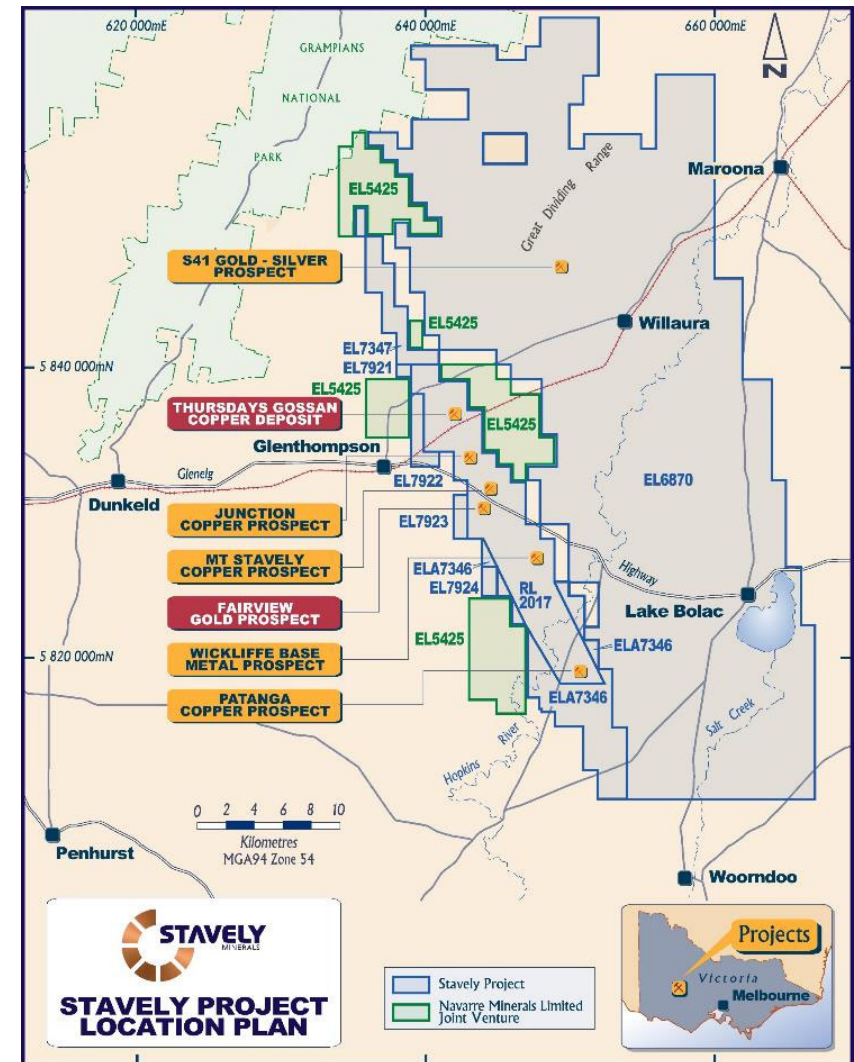 620 000mE
640 000mE
660 000mE
GRAMPIANS
NATIONAL
PARK
N
Maroona
EL5425
Great Dividing Range
S41 GOLD - SILVER
PROSPECT
EL5425
Willaura
EL7347
5 840 000mN
EL7921
EL5425
THURSDAYS GOSSAN
COPPER DEPOSIT
EL5425
Glenthompson
Glenelg
EL7922
EL6870
Dunkeld
JUNCTION
COPPER PROSPECT
EL7923
MT STAVELY
COPPER PROSPECT
ELA7346
Highway
EL7924
RL
2017
Lake Bolac
FAIRVIEW
GOLD PROSPECT
EL5425
ELA7346
5 820 000mN
WICKLIFFE BASE
METAL PROSPECT
PATANGA
COPPER PROSPECT
ELA7346
Salt Creek
Hopkins River
0 2 4 6 8 10
Kilometres
MGA94 Zone 54
Penhurst
Woorndoo
STAVELY
MINERALS
STAVELY PROJECT
LOCATION PLAN
Stavely Project
Navarre Minerals Limited
Joint Venture
Projects
Victoria
Melbourne